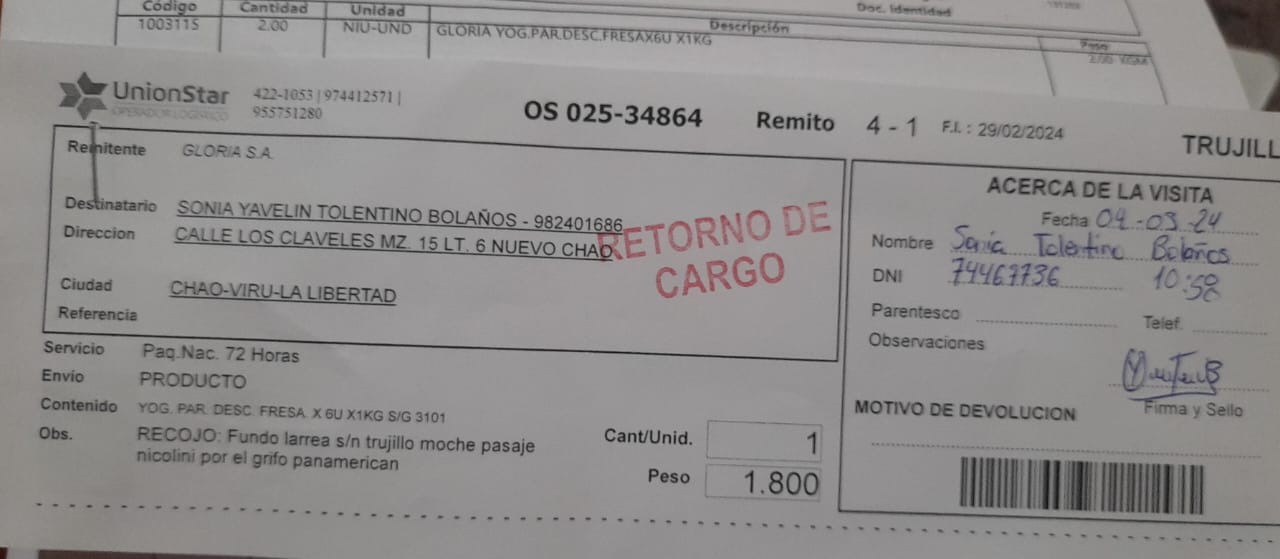 Código Cantidad Unidad Descripción Doc. Identidad Peso
1003115 2.00 NIU-UND GLORIA YOG.PAR.DESC.FRESAX6U X1KG 2.00 KGM
UnionStar
OPERADOR LOGISTICO
422-1053 | 974412571 |
955751280
OS 025-34864 Remito 4 - 1 F.I. : 29/02/2024
TRUJILL
Remitente GLORIA S.A.
Destinatario SONIA YAVELIN TOLENTINO BOLAÑOS - 982401686
Direccion CALLE LOS CLAVELES MZ. 15 LT. 6 NUEVO CHAO
RETORNO DE
CARGO
Ciudad CHAO-VIRU-LA LIBERTAD
Referencia
Servicio Paq.Nac. 72 Horas
Envio PRODUCTO
Contenido YOG. PAR. DESC. FRESA. X 6U X1KG S/G 3101
Obs. RECOJO: Fundo larrea s/n trujillo moche pasaje
nicolini por el grifo panamerican
Cant/Unid. 1
Peso 1.800
ACERCA DE LA VISITA
Fecha 04-03-24
Nombre Sonia Tolentino Bolaños
DNI 74467736 10:58
Parentesco Telef.
Observaciones
Firma y Sello
MOTIVO DE DEVOLUCION